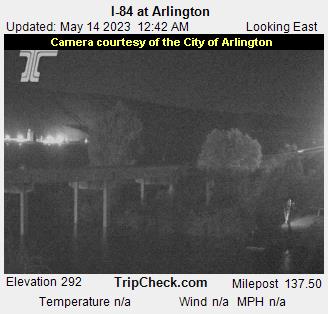 I-84 at Arlington
Updated: May 14 2023 12:42 AM Looking East
Camera courtesy of the City of Arlington
Elevation 292 TripCheck.com Milepost 137.50
Temperature n/a Wind n/a MPH n/a